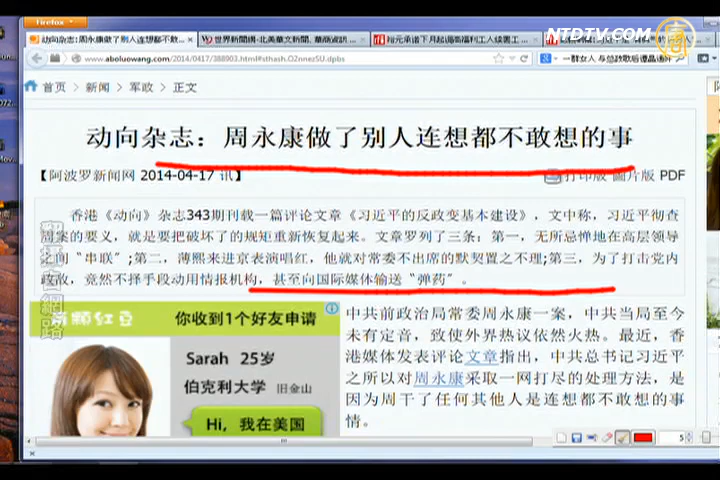 Firefox
NTDTV.COM
动向杂志:周永康做了别人连想都不敢...
世界新聞網-北美華文新聞、華商資訊 ...
裕元承诺下月起调高福利工人续罢工 ...
www.aboluowang.com/2014/0417/388903.html#sthash.O2nnezSU.dpbs
首页 > 新闻 > 军政 > 正文
动向杂志：周永康做了别人连想都不敢想的事
【阿波罗新闻网 2014-04-17 讯】
打印版 圖片版 PDF
香港《动向》杂志343期刊载一篇评论文章《习近平的反政变基本建设》，文中称，习近平彻查
周案的要义，就是要把破坏了的规矩重新恢复起来。文章罗列了三条：第一，无所忌惮地在高层领导
之间“串联”;第二，薄熙来进京表演唱红，他就对常委不出席的默契置之不理;第三，为了打击党内
政敌，竟然不择手段动用情报机构，甚至向国际媒体输送“弹药”。
你收到1个好友申请
Sarah 25岁
伯克利大学 旧金山
Hi，我在美国
中共前政治局常委周永康一案，中共当局至今
未有定音，致使外界热议依然火热。最近，香
港媒体发表评论文章指出，中共总书记习近平
之所以对周永康采取一网打尽的处理方法，是
因为周干了任何其他人是连想都不敢想的事
情。
5